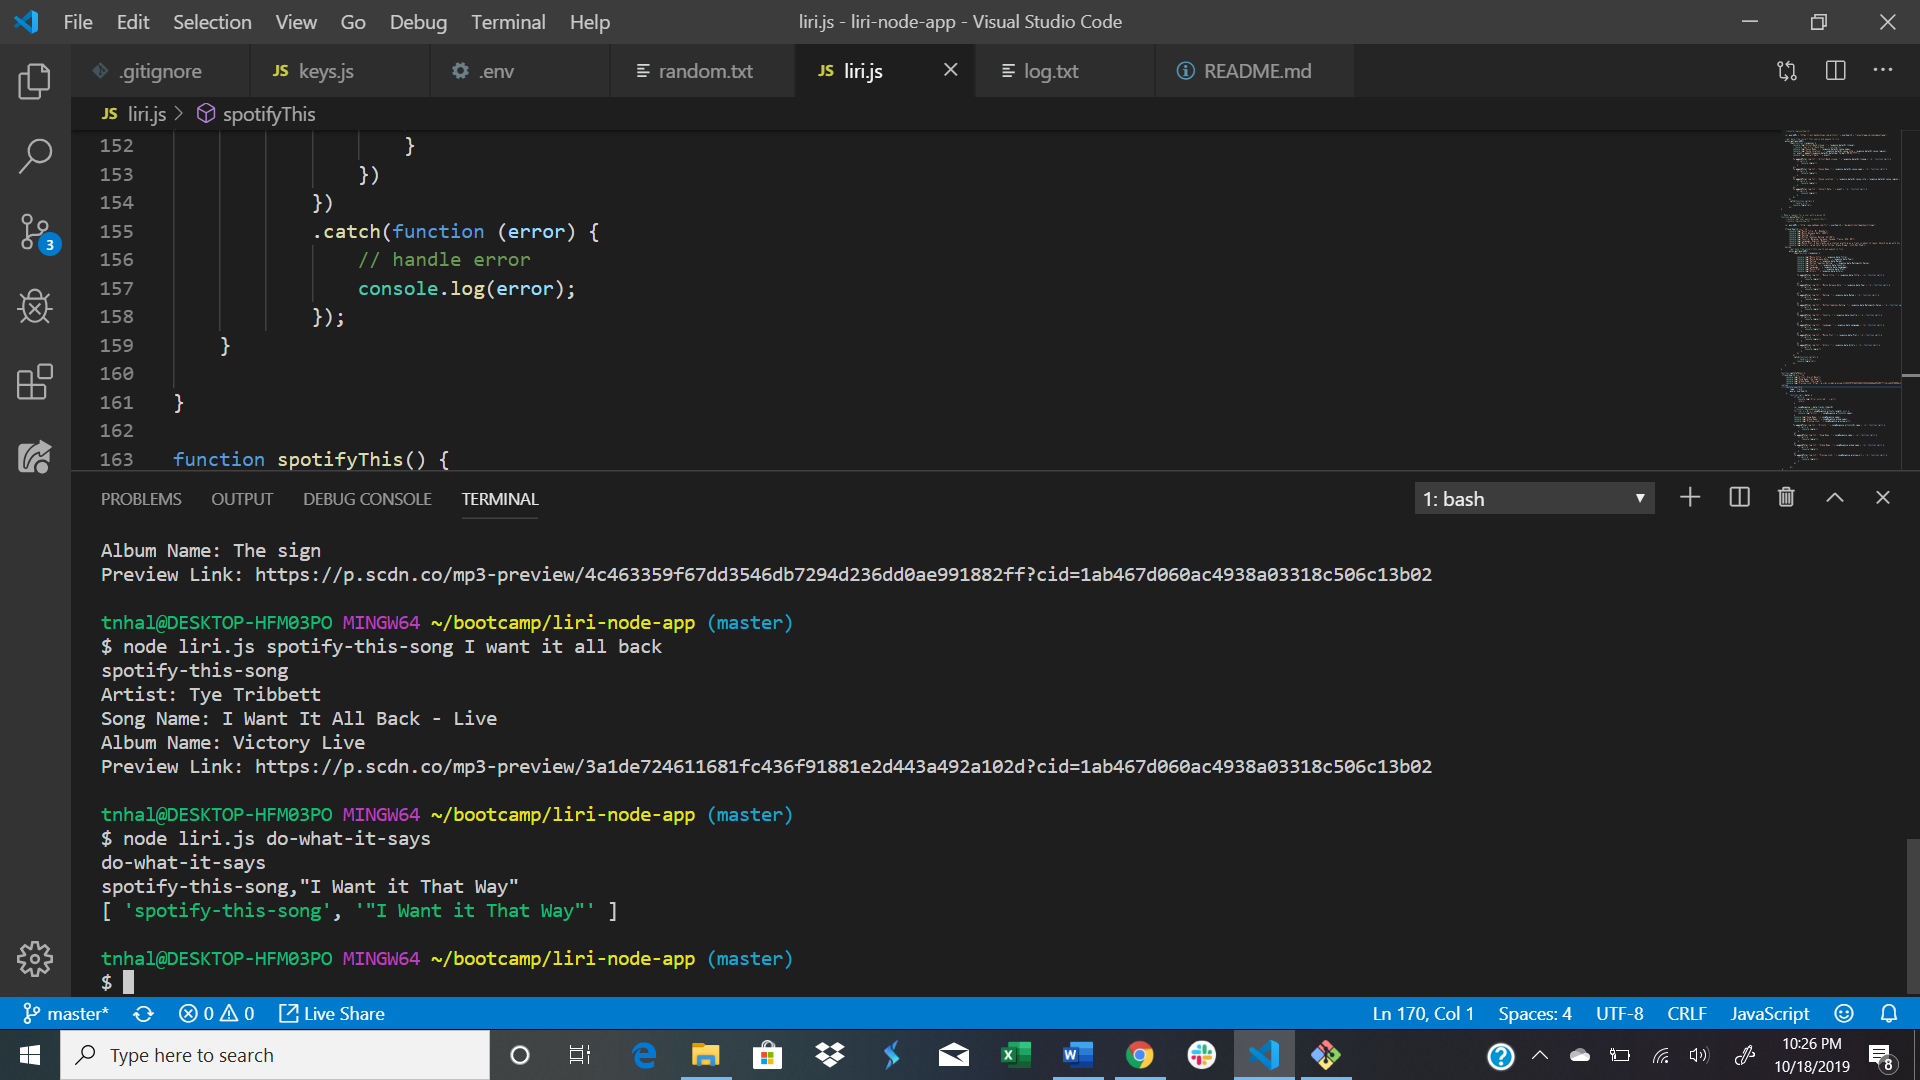 File Edit Selection View Go Debug Terminal Help
liri.js - liri-node-app - Visual Studio Code
.gitignore
JS keys.js
.env
random.txt
JS liri.js
log.txt
README.md
JS liri.js > spotifyThis
152 }
153 })
154 })
155 .catch(function (error) {
156 // handle error
157 console.log(error);
158 });
159 }
160
161 }
162
163 function spotifyThis() {
3
PROBLEMS OUTPUT DEBUG CONSOLE TERMINAL
1: bash
Album Name: The sign
Preview Link: https://p.scdn.co/mp3-preview/4c463359f67dd3546db7294d236dd0ae991882ff?cid=1ab467d060ac4938a03318c506c13b02
tnhal@DESKTOP-HFM03PO MINGW64 ~/bootcamp/liri-node-app (master)
$ node liri.js spotify-this-song I want it all back
spotify-this-song
Artist: Tye Tribbett
Song Name: I Want It All Back - Live
Album Name: Victory Live
Preview Link: https://p.scdn.co/mp3-preview/3a1de724611681fc436f91881e2d443a492a102d?cid=1ab467d060ac4938a03318c506c13b02
tnhal@DESKTOP-HFM03PO MINGW64 ~/bootcamp/liri-node-app (master)
$ node liri.js do-what-it-says
do-what-it-says
spotify-this-song,"I Want it That Way"
[ 'spotify-this-song', '"I Want it That Way"' ]
tnhal@DESKTOP-HFM03PO MINGW64 ~/bootcamp/liri-node-app (master)
$
master* 0 0 Live Share
Ln 170, Col 1 Spaces: 4 UTF-8 CRLF JavaScript
Type here to search
10:26 PM
10/18/2019
8